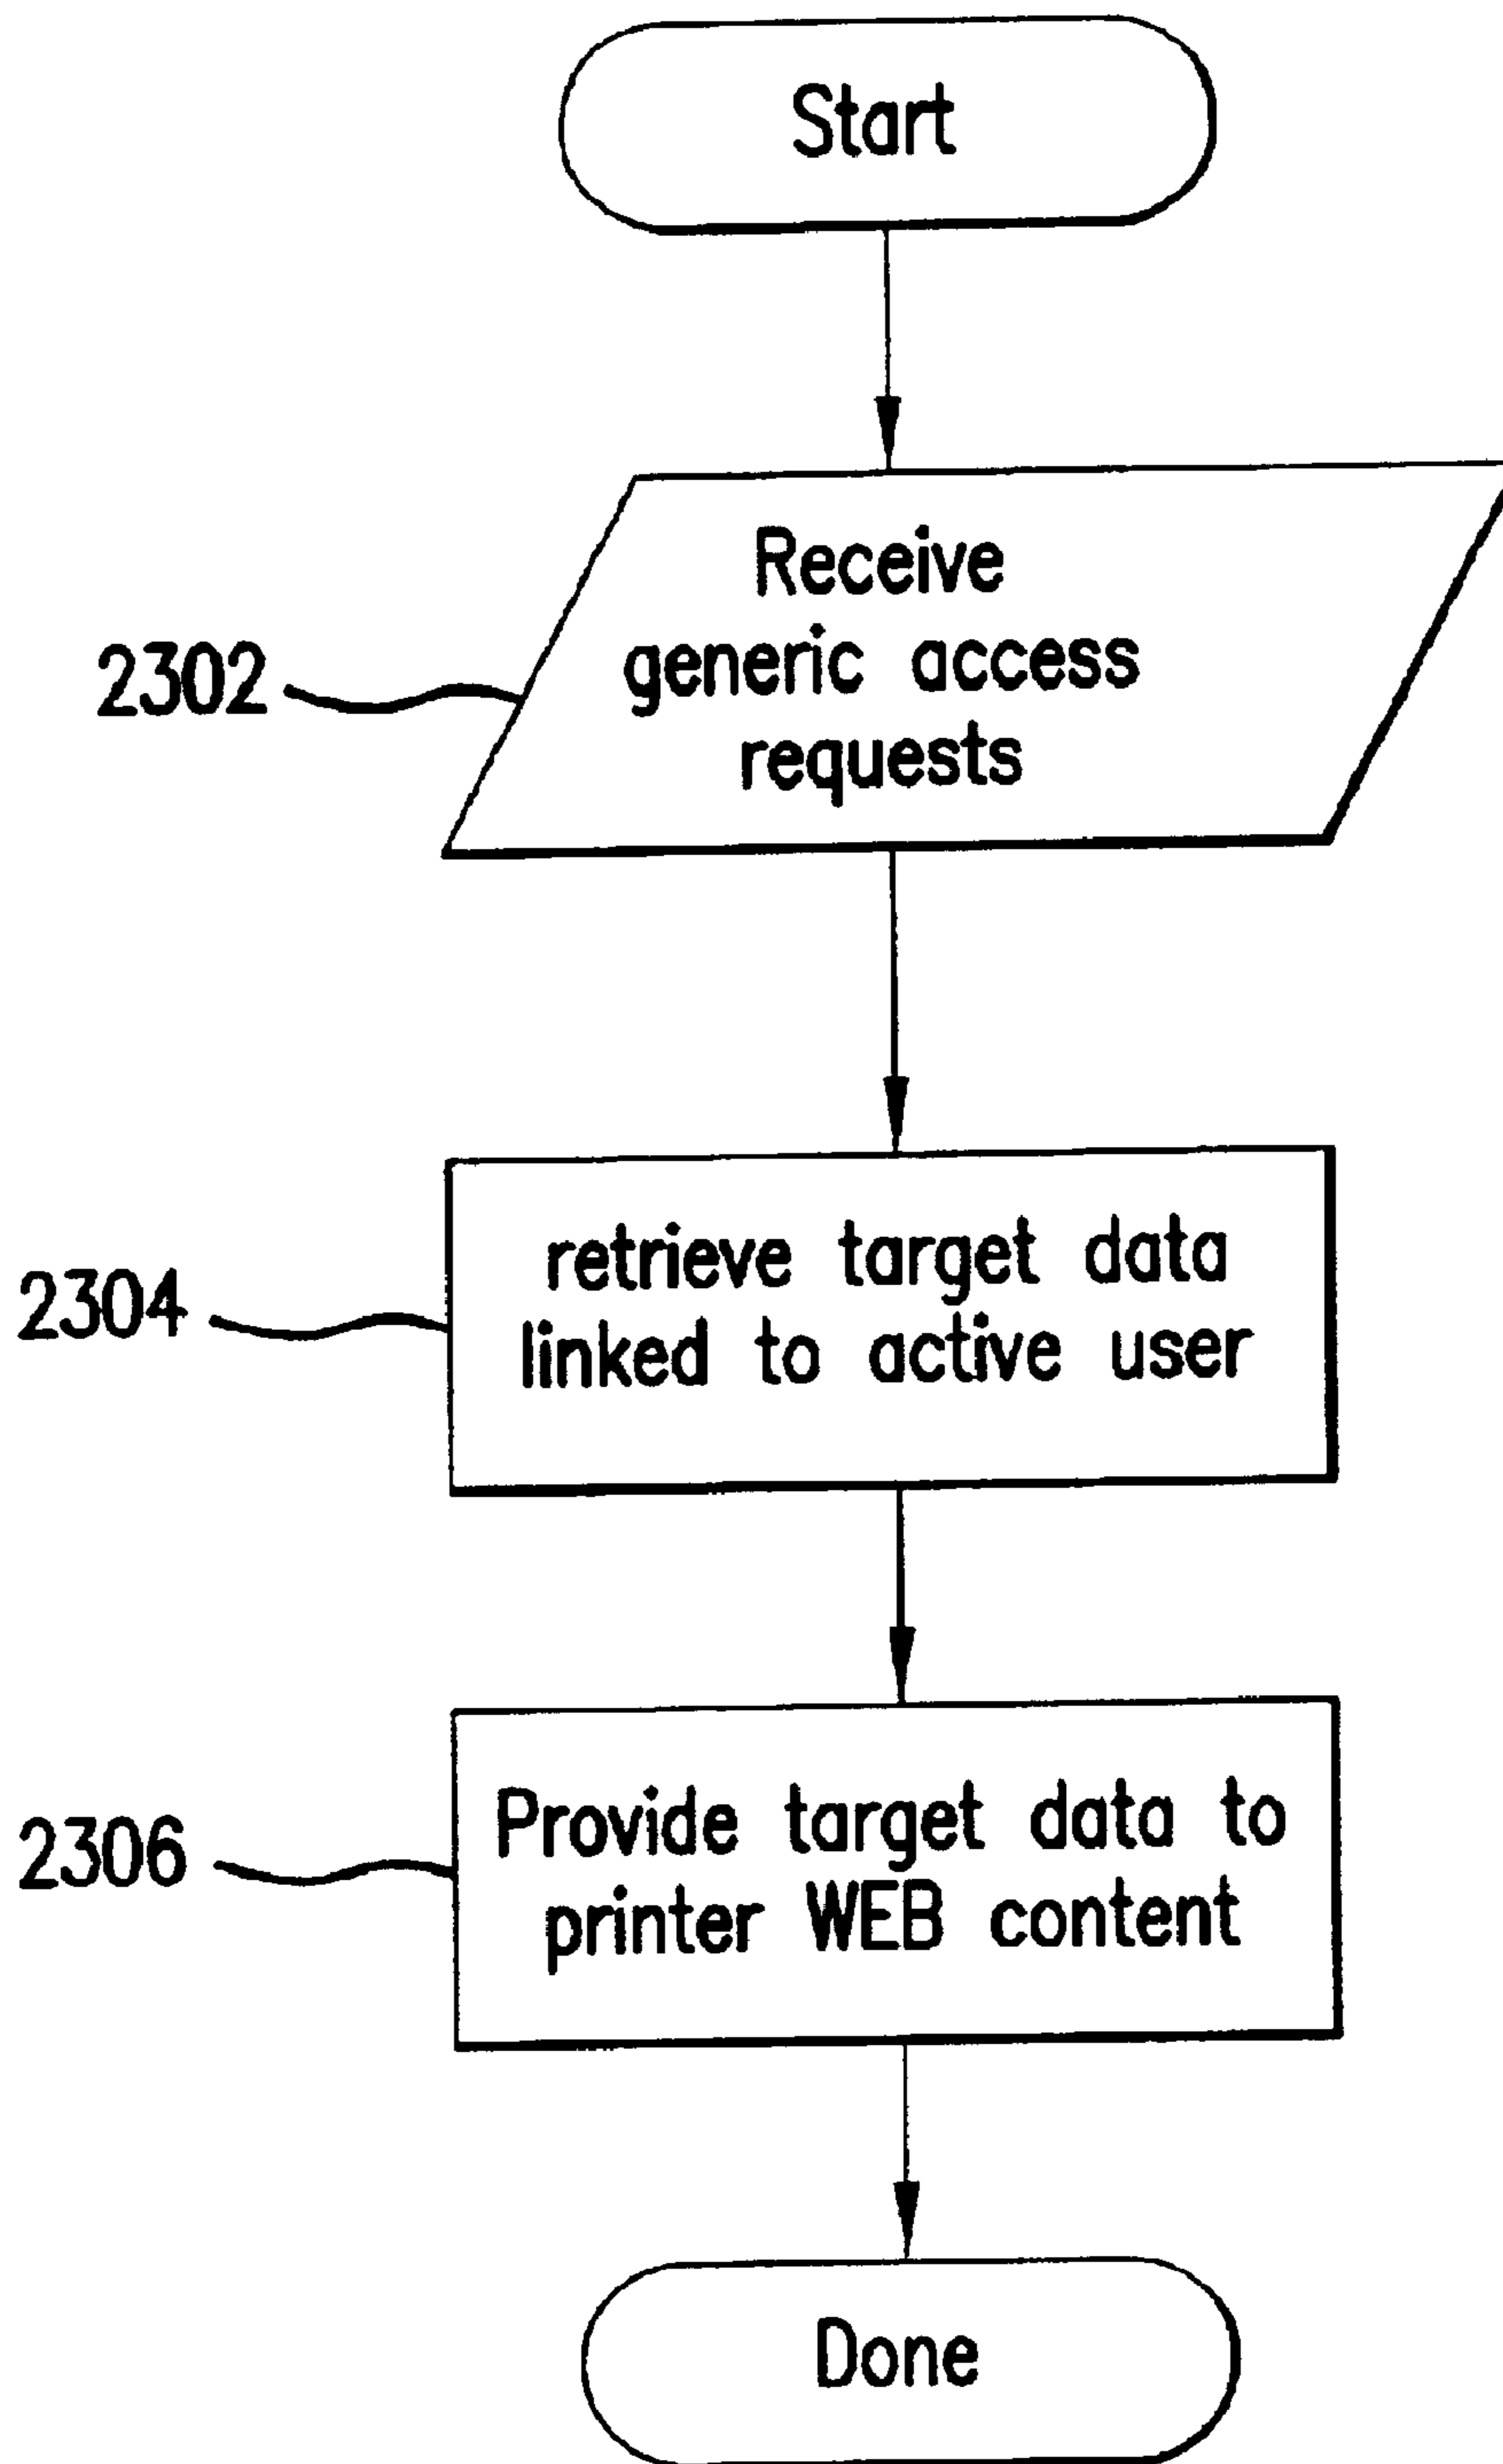 Start
Receive
generic access
requests
2302
retrieve target data
linked to active user
2304
Provide target data to
printer WEB content
2306
Done